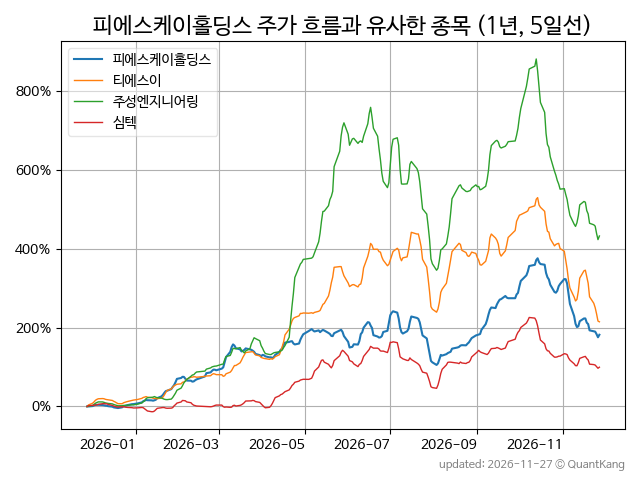 피에스케이홀딩스 주가 흐름과 유사한 종목 (1년, 5일선)
피에스케이홀딩스
티에스이
주성엔지니어링
심텍
800%
600%
400%
200%
0%
2026-01 2026-03 2026-05 2026-07 2026-09 2026-11
updated: 2026-11-27 © QuantKang